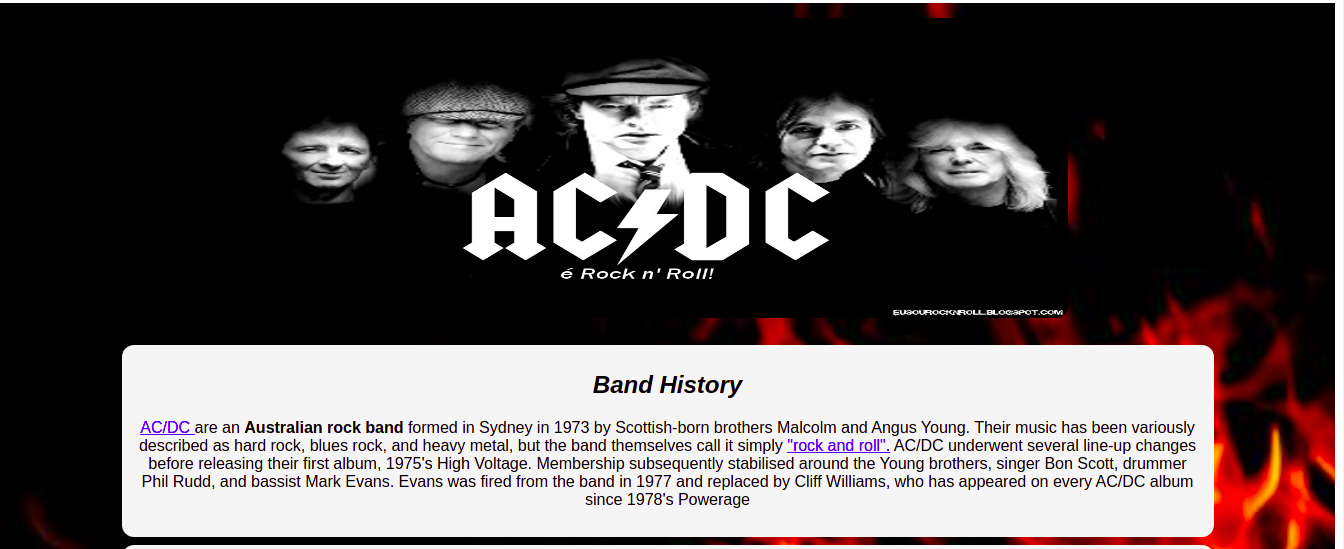 AC DC
é Rock n' Roll!
EUSOUROCKNROLL.BLOGSPOT.COM
Band History
AC/DC are an Australian rock band formed in Sydney in 1973 by Scottish-born brothers Malcolm and Angus Young. Their music has been variously
described as hard rock, blues rock, and heavy metal, but the band themselves call it simply "rock and roll". AC/DC underwent several line-up changes
before releasing their first album, 1975's High Voltage. Membership subsequently stabilised around the Young brothers, singer Bon Scott, drummer
Phil Rudd, and bassist Mark Evans. Evans was fired from the band in 1977 and replaced by Cliff Williams, who has appeared on every AC/DC album
since 1978's Powerage